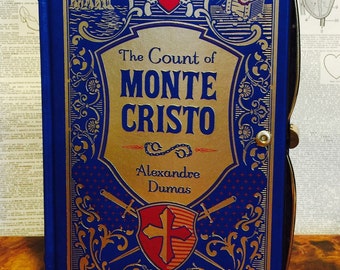 The Count of
MONTE
CRISTO
Alexandre
Dumas